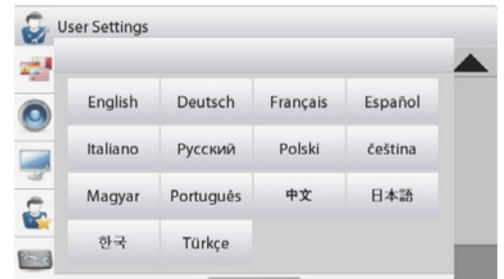 User Settings
English Deutsch Français Español
Italiano Русский Polski čeština
Magyar Português 中文 日本語
한국 Türkçe